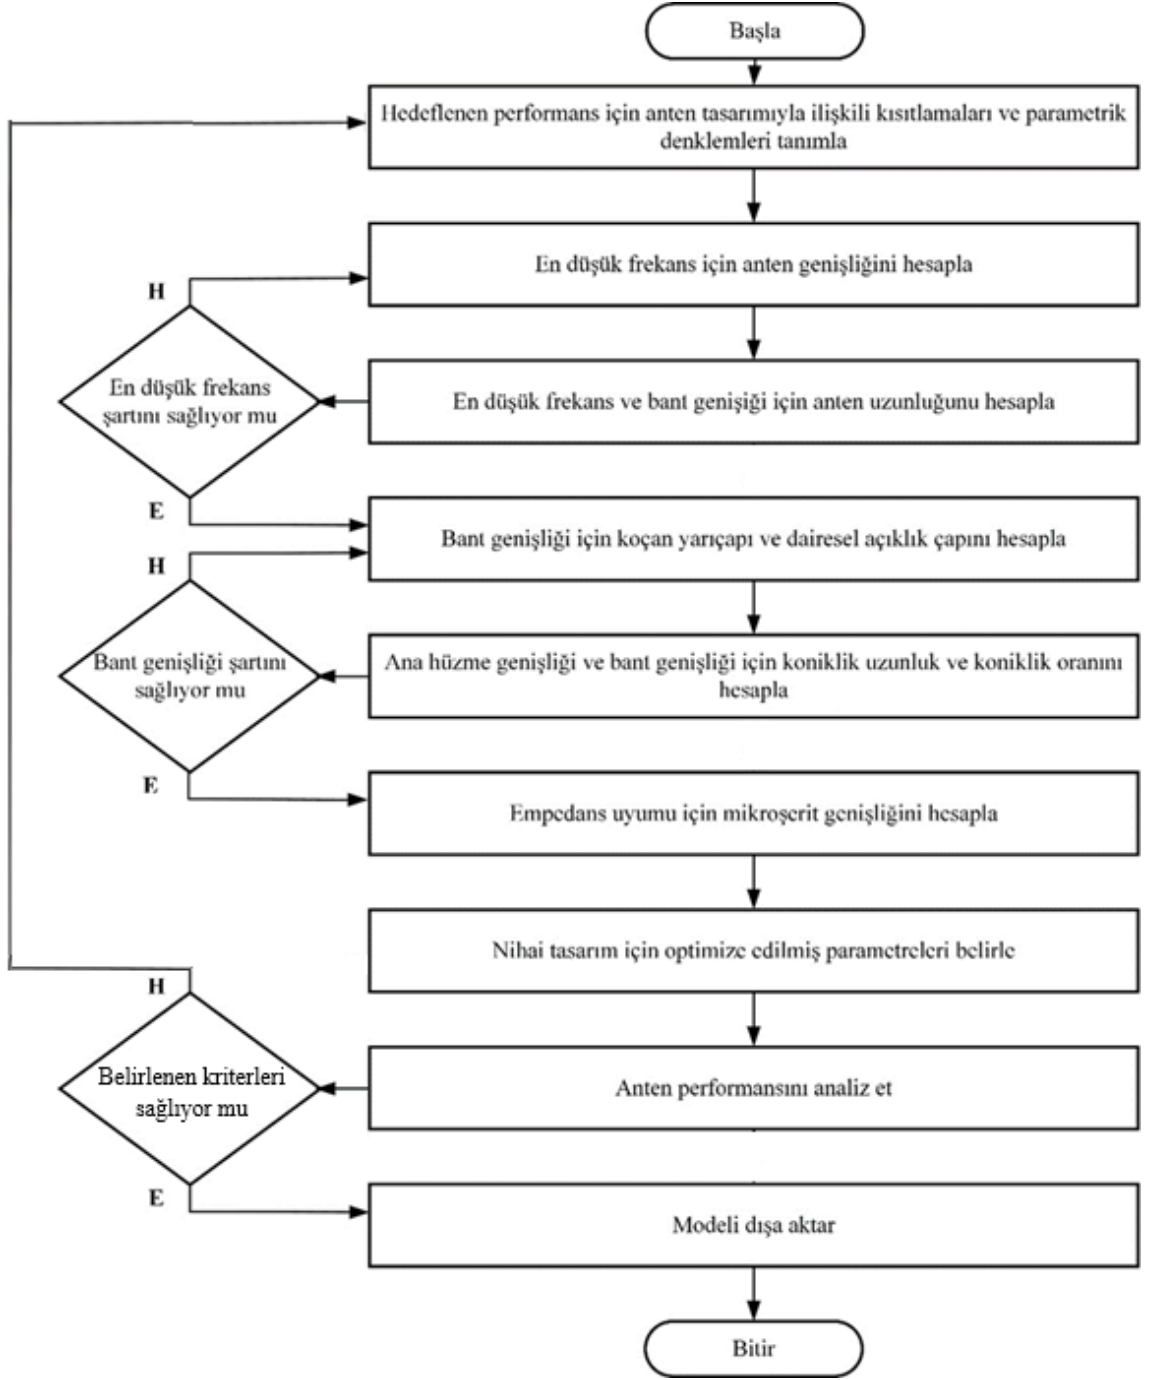 Başla
Hedeflenen performans için anten tasarımıyla ilişkili kısıtlamaları ve parametrik
denklemleri tanımla
En düşük frekans için anten genişliğini hesapla
H
En düşük frekans
şartını sağlıyor mu
En düşük frekans ve bant genişiği için anten uzunluğunu hesapla
E
Bant genişliği için koçan yarıçapı ve dairesel açıklık çapını hesapla
H
Bant genişliği şartını
sağlıyor mu
Ana hüzme genişliği ve bant genişliği için koniklik uzunluk ve koniklik oranını
hesapla
E
Empedans uyumu için mikroşerit genişliğini hesapla
Nihai tasarım için optimize edilmiş parametreleri belirle
H
Belirlenen kriterleri
sağlıyor mu
Anten performansını analiz et
E
Modeli dışa aktar
Bitir